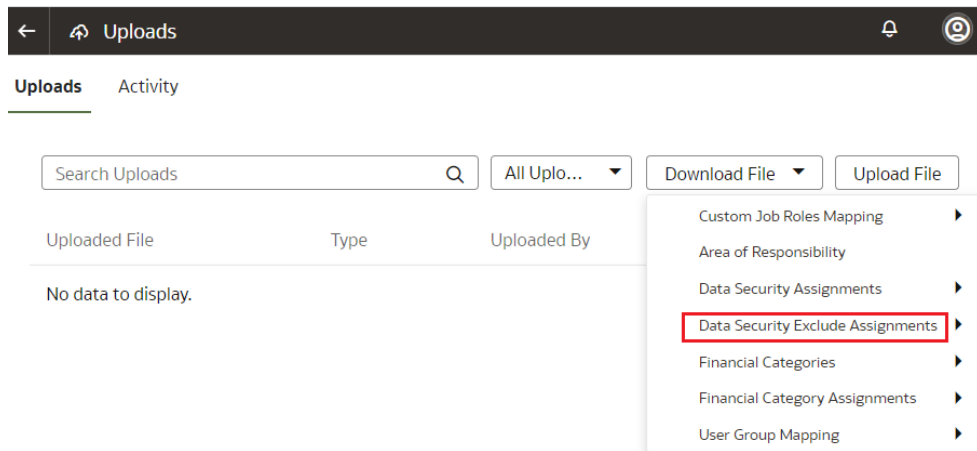 Uploads
Uploads Activity
Search Uploads All Uplo... Download File Upload File
Uploaded File Type Uploaded By
No data to display.
Custom Job Roles Mapping
Area of Responsibility
Data Security Assignments
Data Security Exclude Assignments
Financial Categories
Financial Category Assignments
User Group Mapping